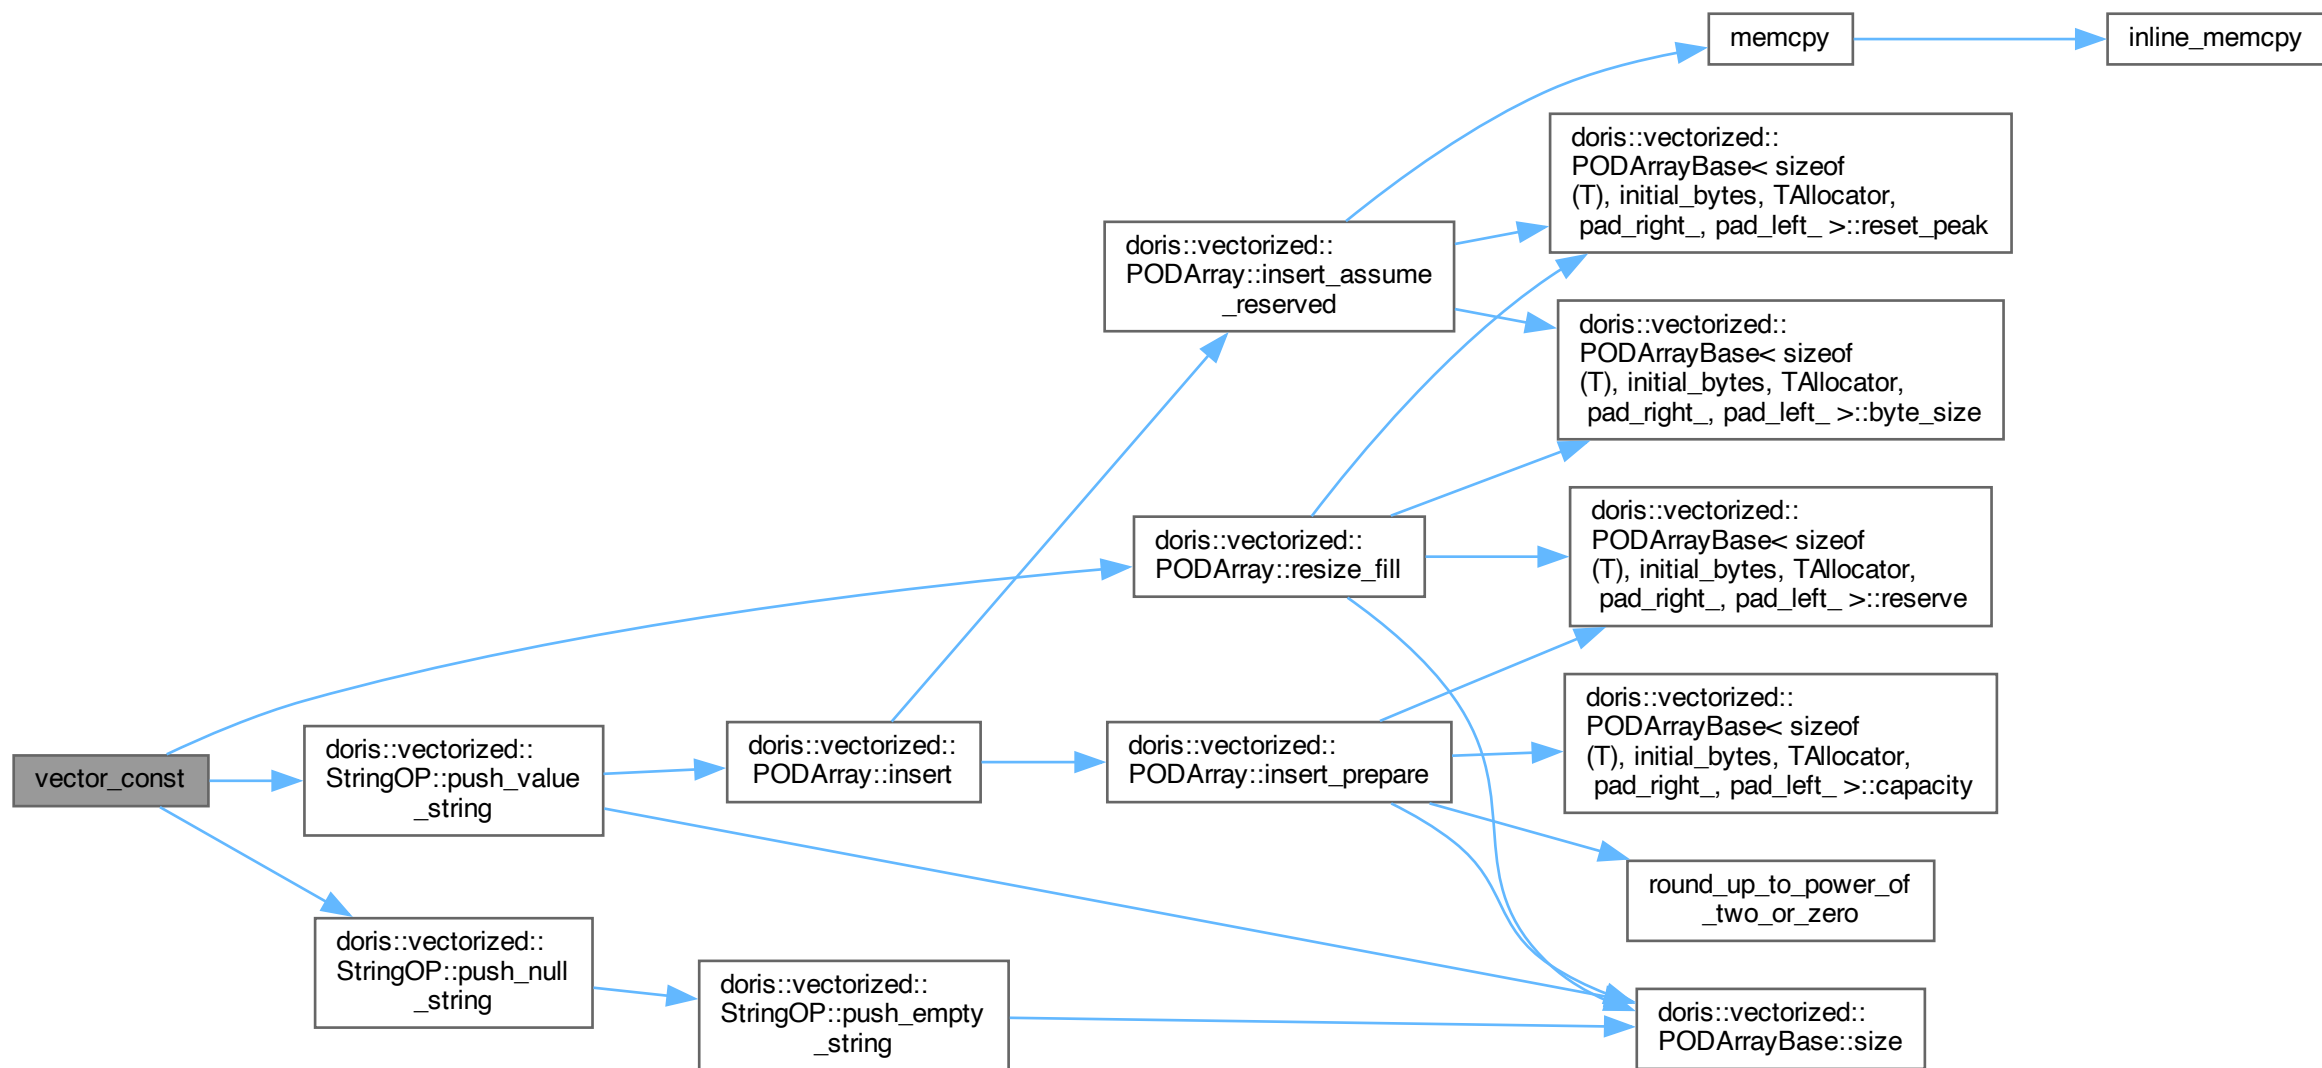 memcpy
inline_memcpy
doris::vectorized::
PODArrayBase< sizeof
(T), initial_bytes, TAllocator,
pad_right_, pad_left_ >::reset_peak
doris::vectorized::
PODArray::insert_assume
_reserved
doris::vectorized::
PODArrayBase< sizeof
(T), initial_bytes, TAllocator,
pad_right_, pad_left_ >::byte_size
doris::vectorized::
PODArray::resize_fill
doris::vectorized::
PODArrayBase< sizeof
(T), initial_bytes, TAllocator,
pad_right_, pad_left_ >::reserve
vector_const
doris::vectorized::
StringOP::push_value
_string
doris::vectorized::
PODArray::insert
doris::vectorized::
PODArray::insert_prepare
doris::vectorized::
PODArrayBase< sizeof
(T), initial_bytes, TAllocator,
pad_right_, pad_left_ >::capacity
round_up_to_power_of
_two_or_zero
doris::vectorized::
StringOP::push_null
_string
doris::vectorized::
StringOP::push_empty
_string
doris::vectorized::
PODArrayBase::size